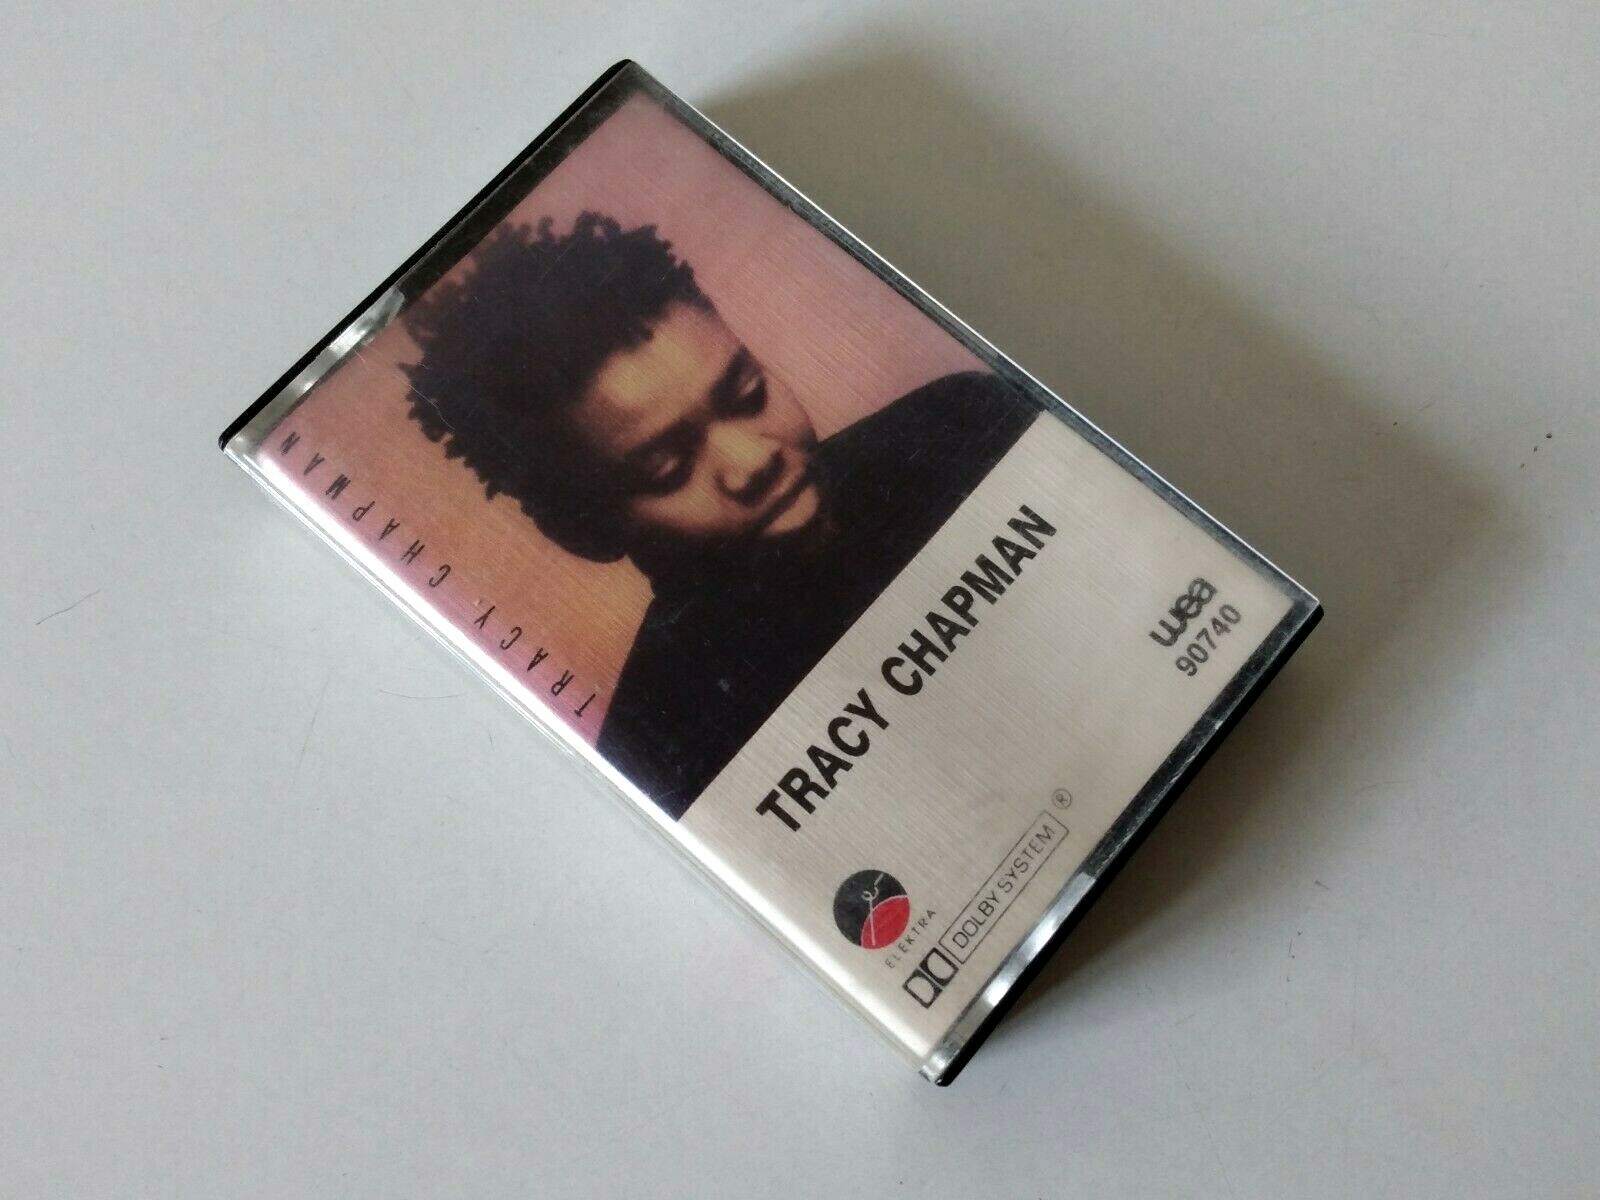 TRACY CHAPMAN
TRACY CHAPMAN
wea
90740
ELEKTRA
DOLBY SYSTEM ®